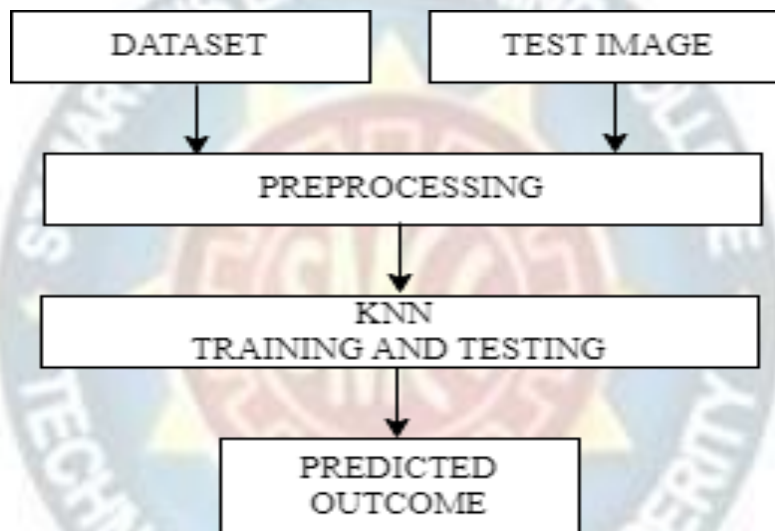 DATASET
TEST IMAGE
PREPROCESSING
KNN
TRAINING AND TESTING
PREDICTED
OUTCOME